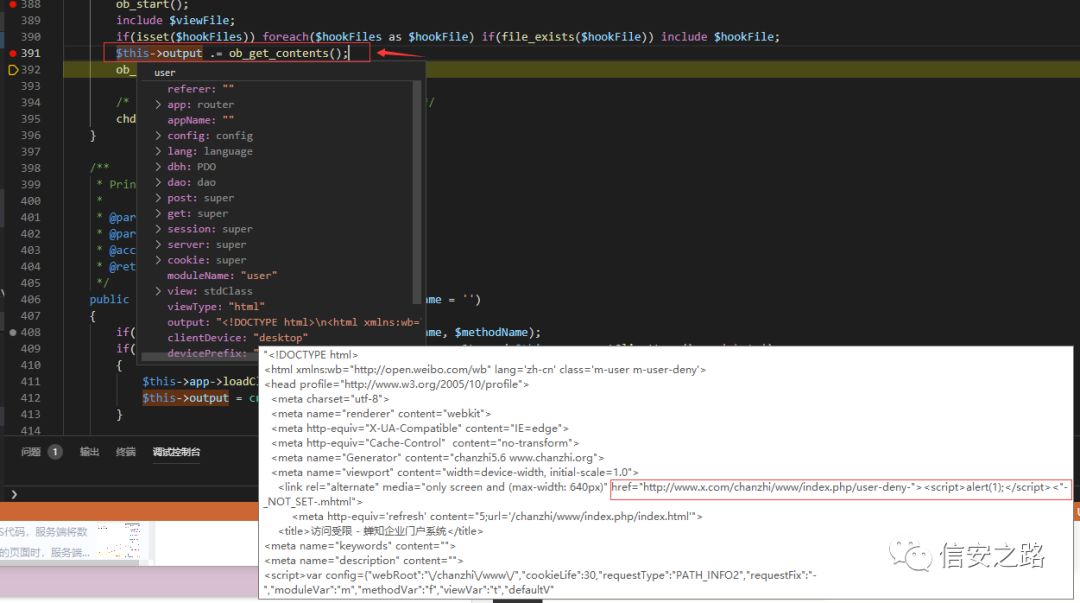 388 ob_start();
389 include $viewFiles;
390 if(isset($hookFiles)) foreach($hookFiles as $hookFile) if(file_exists($hookFile)) include $hookFile;
391 $this->output .= ob_get_contents();
392 ob_
user
393 referer: ""
394 /* app: router */
395 chd appName: ""
396 } config: config
397 lang: language
398 /** dbh: PDO
399 * Prin dao: dao
400 * post: super
401 * @par get: super
402 * @par session: super
403 * @acc server: super
404 * @ret cookie: super
405 */ moduleName: "user"
406 public view: stdClass ame = '')
407 { viewType: "html"
408 if( output: "<!DOCTYPE html>\n<html xmlns:wb= me, $methodName);
409 if( clientDevice: "desktop"
410 { devicePrefix:
411 $this->app->loadCl
412 $this->output = cn
413 }
414
"<!DOCTYPE html>
<html xmlns:wb="http://open.weibo.com/wb" lang='zh-cn' class='m-user m-user-deny'>
<head profile="http://www.w3.org/2005/10/profile">
<meta charset="utf-8">
<meta name="renderer" content="webkit">
<meta http-equiv="X-UA-Compatible" content="IE=edge">
<meta http-equiv="Cache-Control" content="no-transform">
<meta name="Generator" content="chanzhi5.6 www.chanzhi.org">
<meta name="viewport" content="width=device-width, initial-scale=1.0">
<link rel="alternate" media="only screen and (max-width: 640px)" href="http://www.x.com/chanzhi/www/index.php/user-deny-"><script>alert(1);</script><"-
_NOT_SET-.mhtml">
<meta http-equiv='refresh' content="5;url='/chanzhi/www/index.php/index.html'">
<title>访问受限 - 蝉知企业门户系统</title>
<meta name="keywords" content="">
<meta name="description" content="">
<script>var config={"webRoot":"\/chanzhi\/www\/","cookieLife":30,"requestType":"PATH_INFO2","requestFix":"-
","moduleVar":"m","methodVar":"f","viewVar":"t","defaultV"
问题 1 输出 终端 调试控制台
S代码，服务端将数
的页面时，服务端...
信安之路